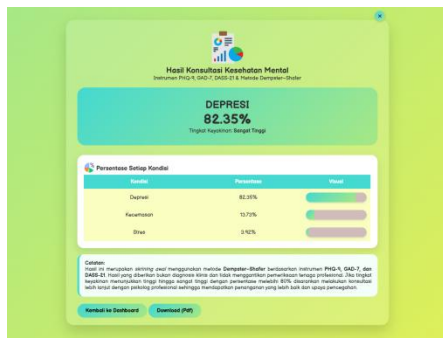 Hasil Konsultasi Kesehatan Mental
Instrumen PHQ-9, GAD-7, DASS-21 & Metode Dempster-Shafer
DEPRESI
82.35%
Tingkat Keyakinan: Sangat Tinggi
Persentase Setiap Kondisi
Kondisi Persentase Visual
Depresi 82.35%
Kecemasan 13.73%
Stres 3.92%
Catatan:
Hasil ini merupakan skrining awal menggunakan metode Dempster-Shafer berdasarkan instrumen PHQ-9, GAD-7, dan
DASS-21. Hasil yang diberikan bukan diagnosis klinis dan tidak menggantikan pemeriksaan tenaga profesional. Jika tingkat
keyakinan menunjukkan tinggi hingga sangat tinggi dengan persentase melebihi 61% disarankan melakukan konsultasi
lebih lanjut dengan psikolog profesional sehingga mendapatkan penanganan yang lebih baik dan upaya pencegahan.
Kembali ke Dashboard Download (Pdf)